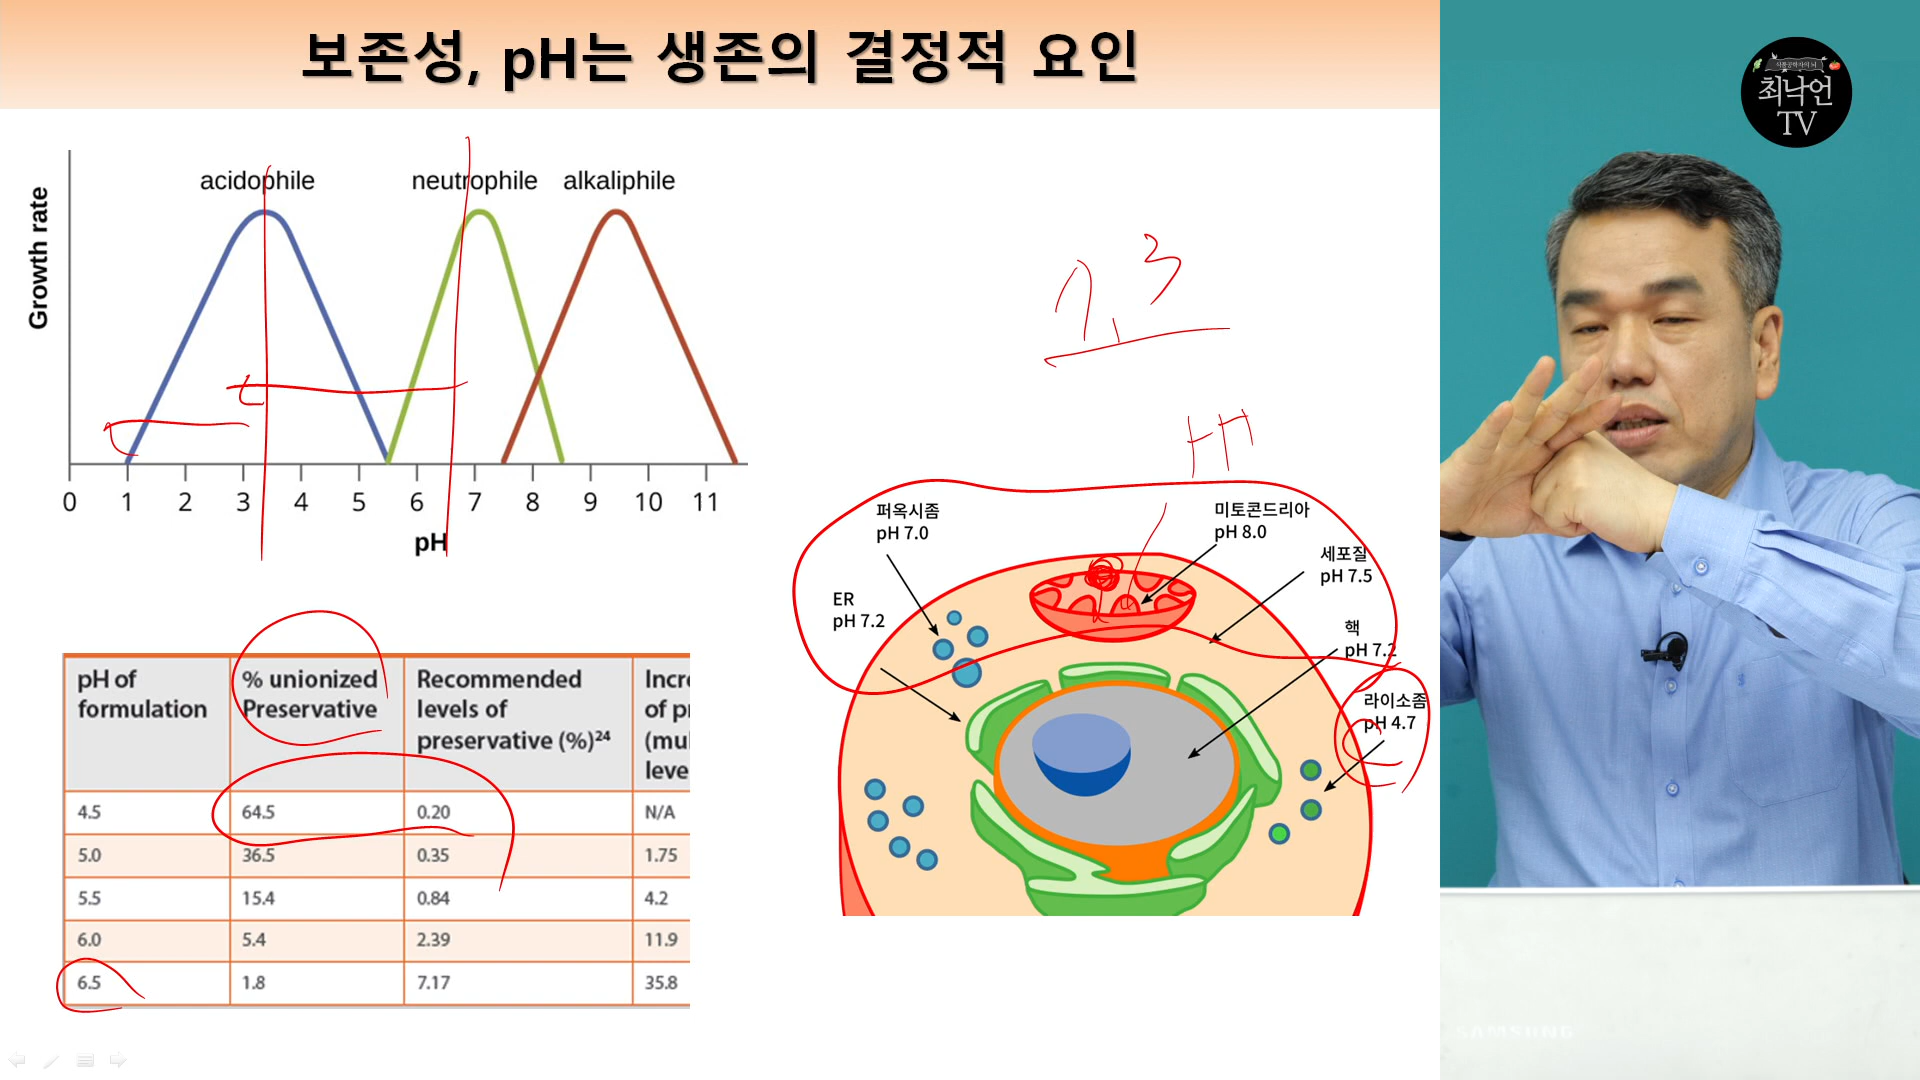 보존성, pH는 생존의 결정적 요인
최낙언
TV
acidophile neutrophile alkaliphile
Growth rate
0 1 2 3 4 5 6 7 8 9 10 11
pH
2,3
HH
퍼옥시좀
pH 7.0
미토콘드리아
pH 8.0
세포질
pH 7.5
ER
pH 7.2
핵
pH 7.2
라이소좀
pH 4.7
pH of
formulation
% unionized
Preservative
Recommended
levels of
preservative (%)²⁴
Incr
of p
(mu
leve
4.5 64.5 0.20 N/A
5.0 36.5 0.35 1.75
5.5 15.4 0.84 4.2
6.0 5.4 2.39 11.9
6.5 1.8 7.17 35.8
SAMSUNG